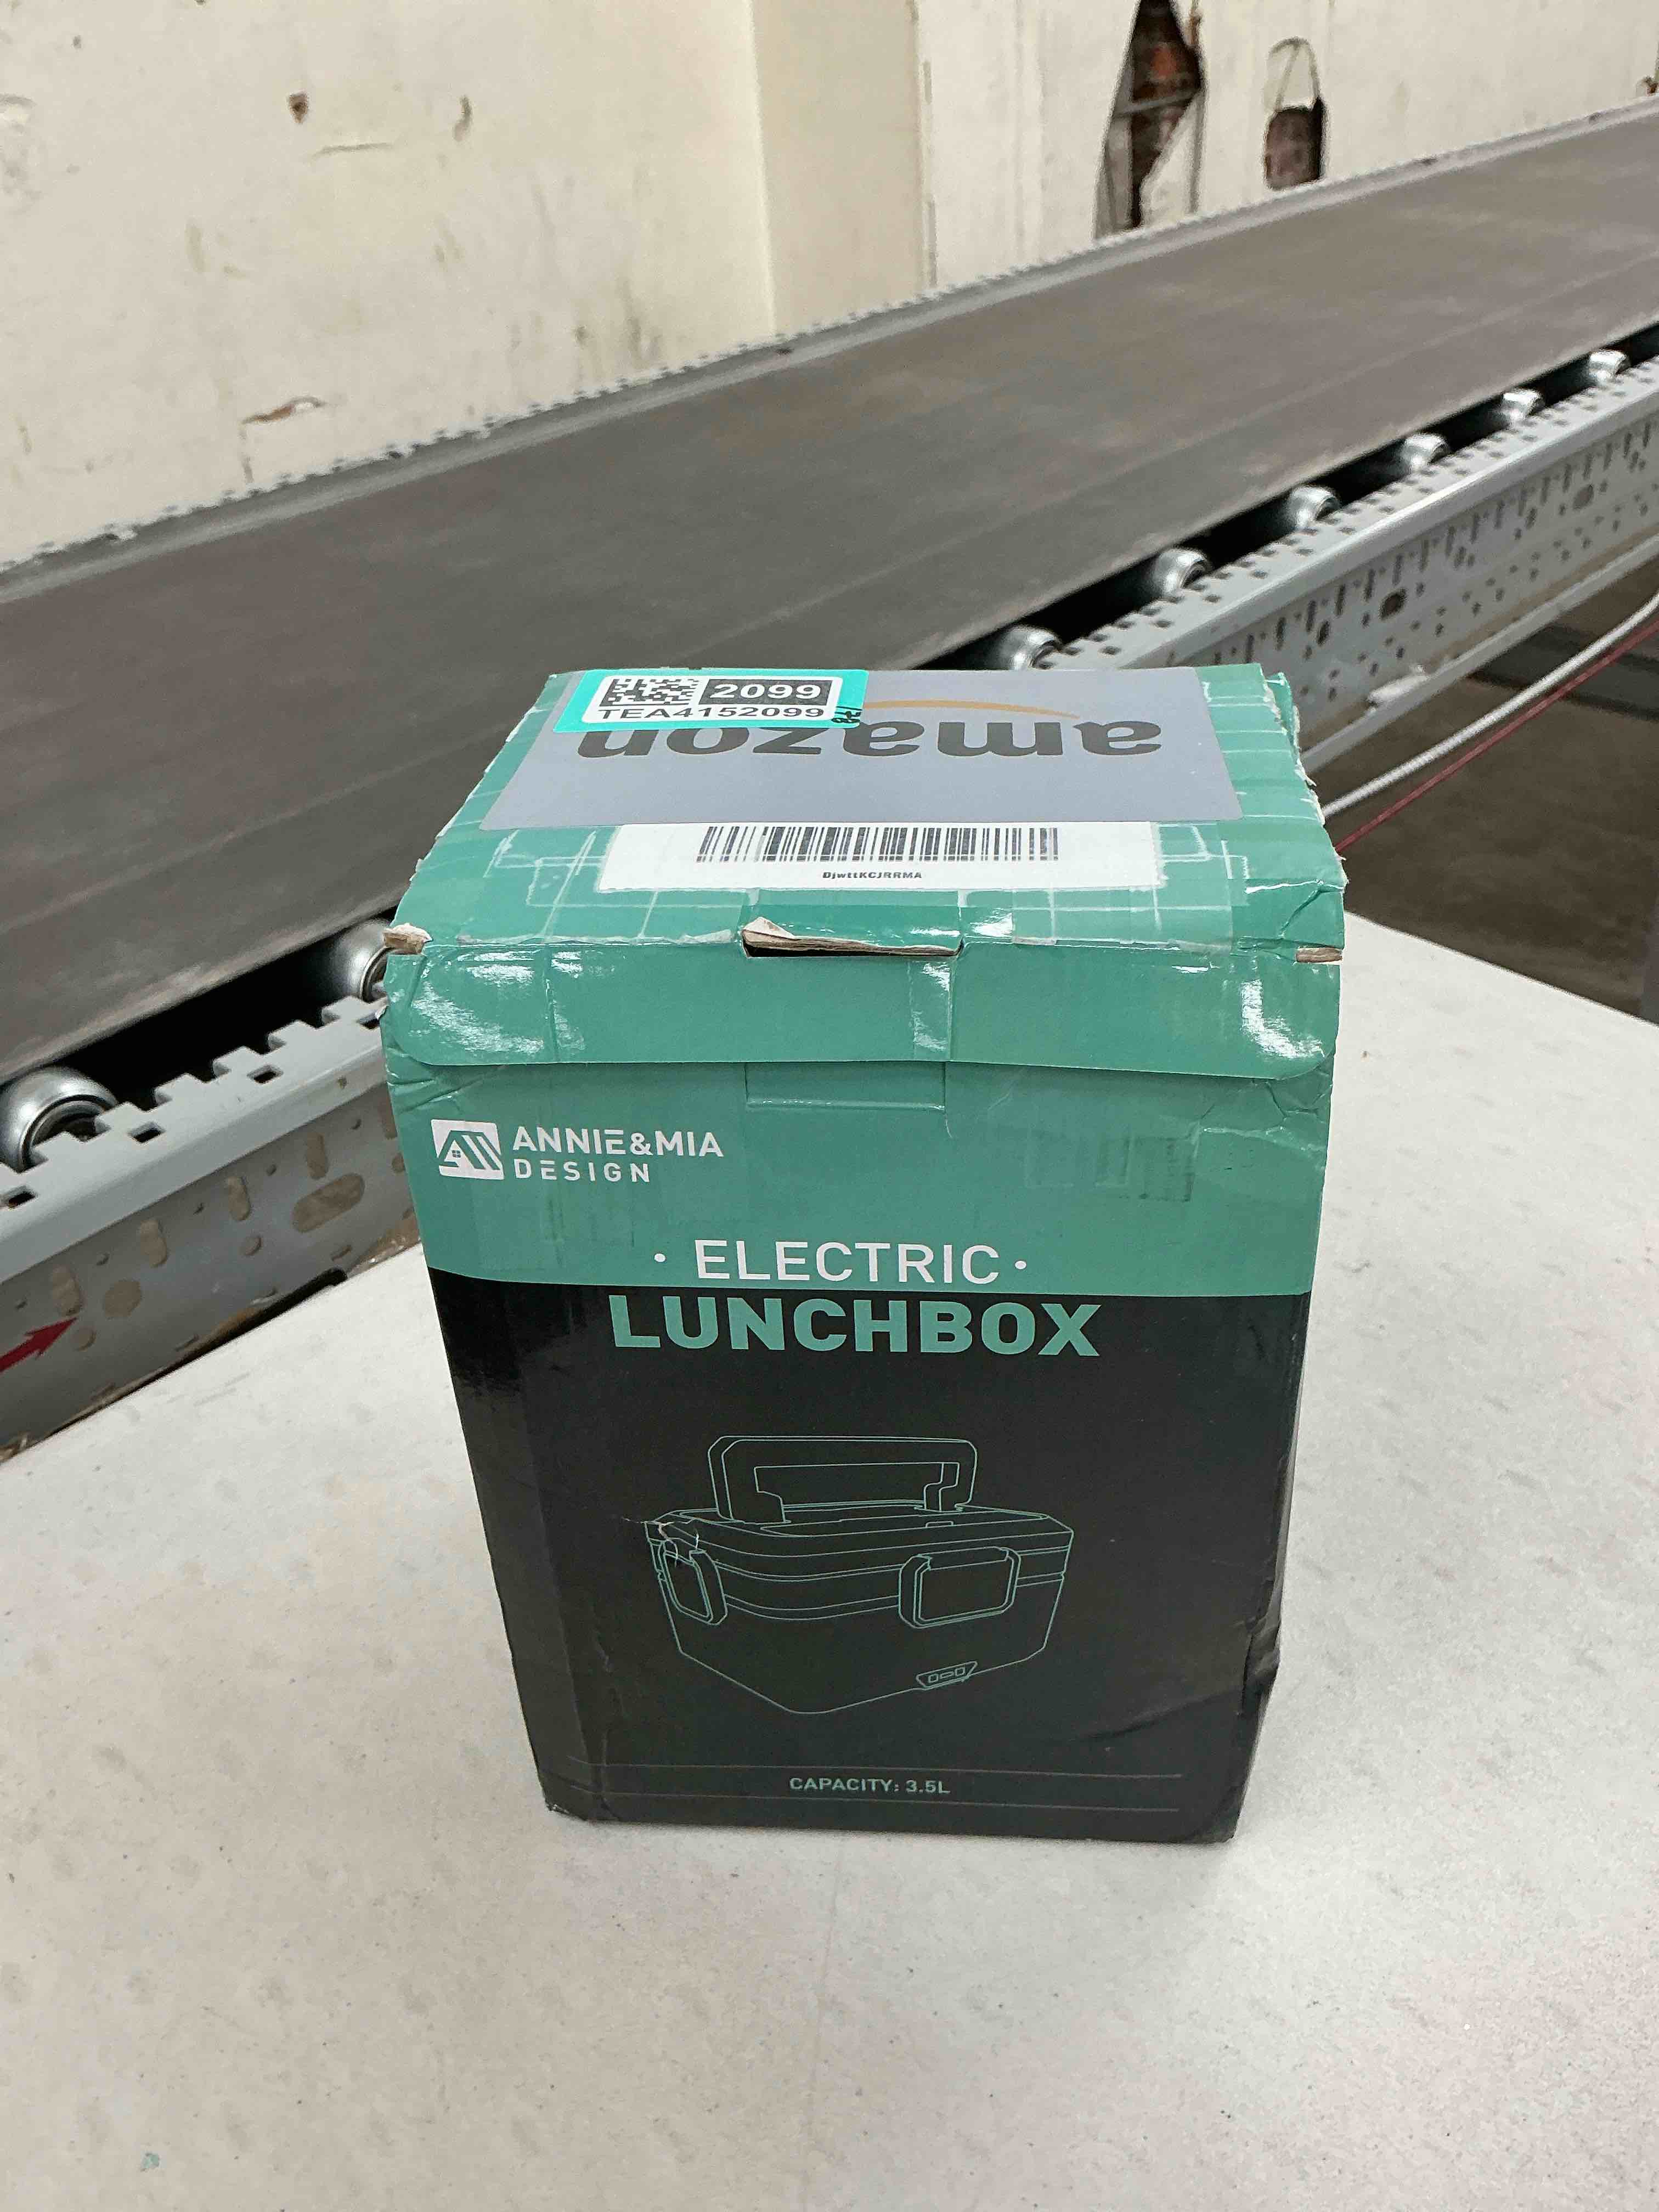 2099
TEA4152099
amazon
DjwttKCJRRMA
ANNIE&MIA
DESIGN
· ELECTRIC ·
LUNCHBOX
CAPACITY: 3.5L